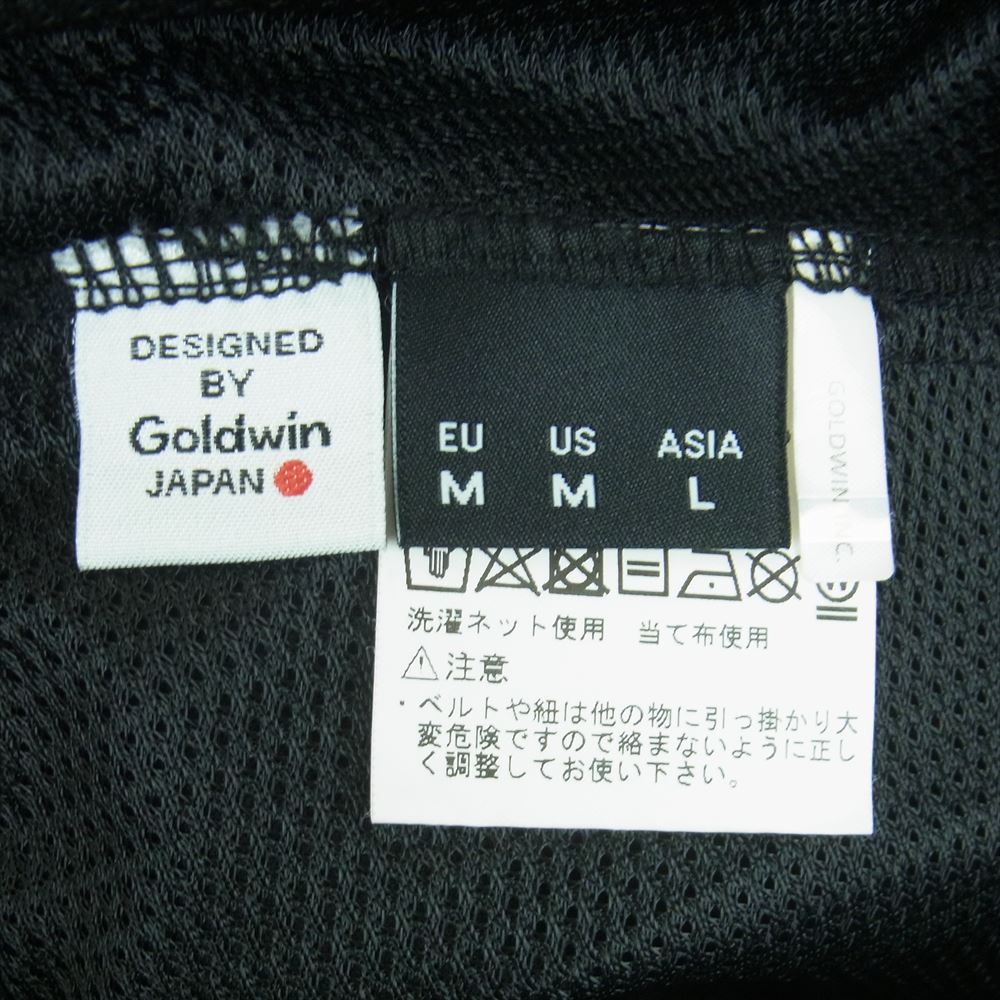 DESIGNED
BY
Goldwin
JAPAN
EU US ASIA
M M L
GOLDWIN INC.
洗濯ネット使用 当て布使用
注意
・ベルトや紐は他の物に引っ掛かり大
変危険ですので絡まないように正し
く調整してお使い下さい。